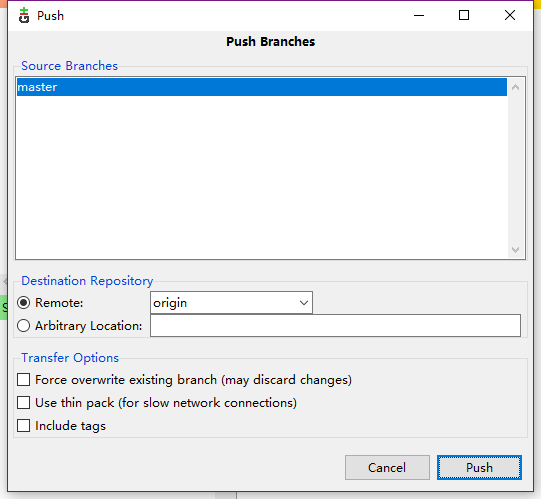 Push
Push Branches
Source Branches
master
Destination Repository
Remote: origin
Arbitrary Location:
Transfer Options
Force overwrite existing branch (may discard changes)
Use thin pack (for slow network connections)
Include tags
Cancel Push